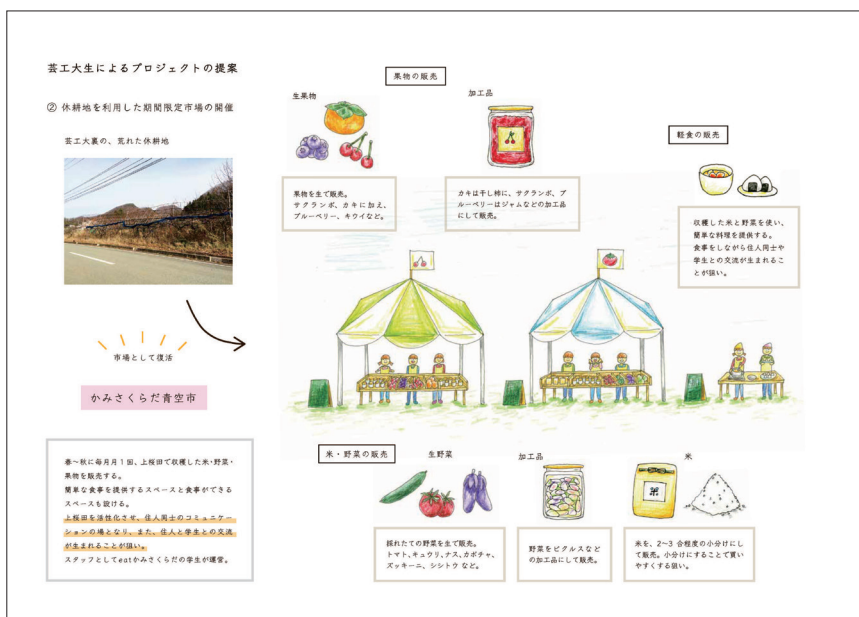 芸工大生によるプロジェクトの提案
② 休耕地を利用した期間限定市場の開催
芸工大裏の、荒れた休耕地
市場として復活
かみさくらだ青空市
春〜秋に毎月月1回、上桜田で収穫した米・野菜・
果物を販売する。
簡単な食事を提供するスペースと食事ができる
スペースも設ける。
上桜田を活性化させ、住人同士のコミュニケー
ションの場となり、また、住人と学生との交流
が生まれることが狙い。
スタッフとしてeatかみさくらだの学生が運営。
果物の販売
生果物
果物を生で販売。
サクランボ、カキに加え、
ブルーベリー、キウイなど。
加工品
カキは干し柿に、サクランボ、ブ
ルーベリーはジャムなどの加工品
にして販売。
軽食の販売
収穫した米と野菜を使い、
簡単な料理を提供する。
食事をしながら住人同士や
学生との交流が生まれるこ
とが狙い。
米・野菜の販売
生野菜
採れたての野菜を生で販売。
トマト、キュウリ、ナス、カボチャ、
ズッキーニ、シシトウ など。
加工品
野菜をピクルスなど
の加工品にして販売。
米
米
米を、2~3 合程度の小分けにし
て販売。小分けにすることで買い
やすくする狙い。